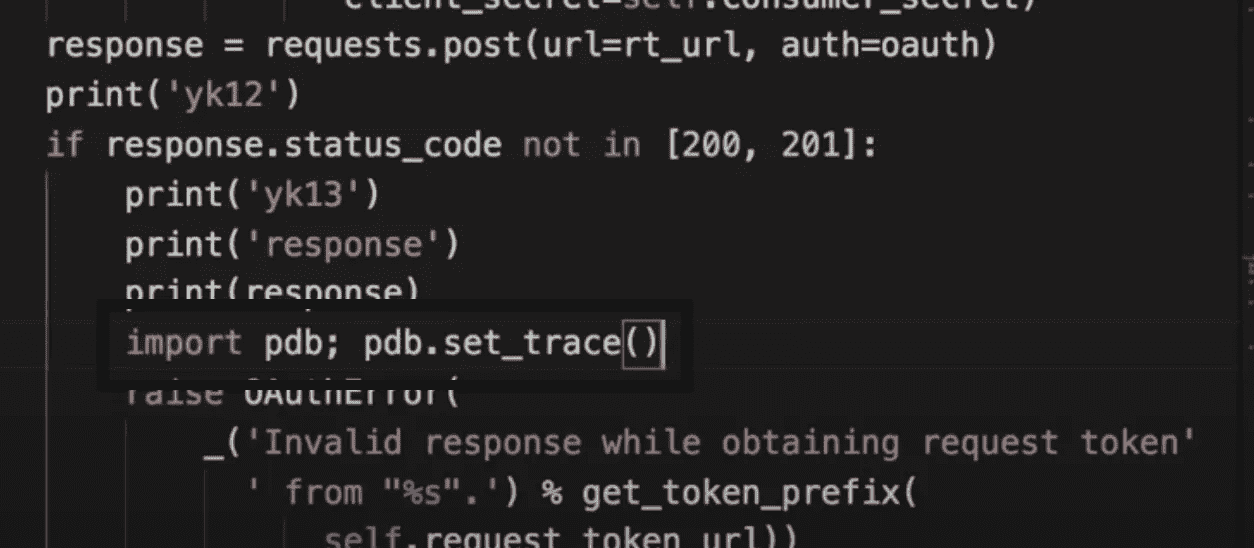 client_secret=self.consumer_secret)
response = requests.post(url=rt_url, auth=oauth)
print('yk12')
if response.status_code not in [200, 201]:
print('yk13')
print('response')
print(response)
import pdb; pdb.set_trace()
raise OAuthError(
_('Invalid response while obtaining request token'
' from "%s".') % get_token_prefix(
self.request_token_url))